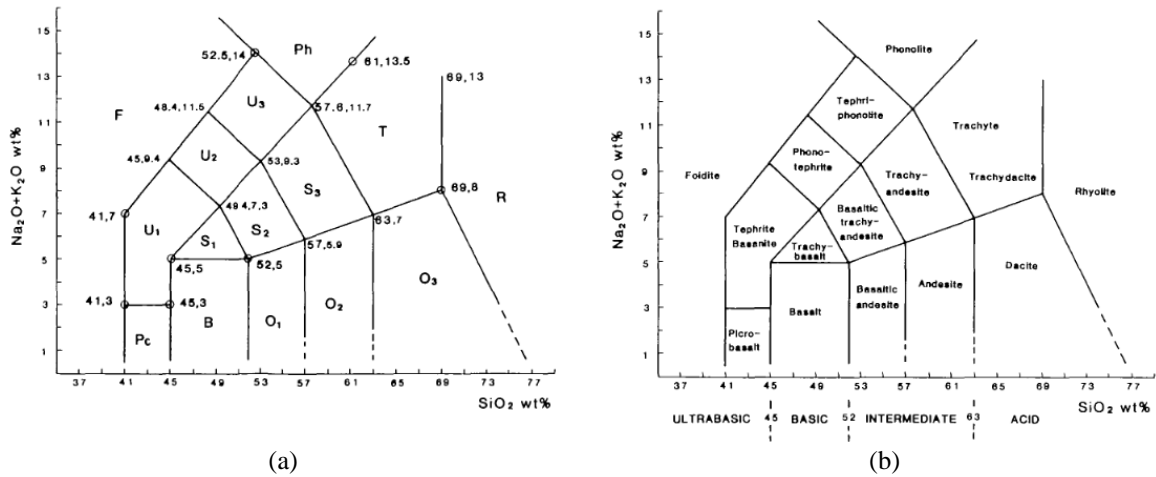 Na₂O+K₂O wt%
15
13
11
9
7
5
3
1
37
41
45
49
53
57
61
65
69
73
77
SiO₂ wt%
52.5,14
Ph
61,13.5
69,13
48.4,11.5
U₃
57.6,11.7
F
T
45,9.4
U₂
53,9.3
S₃
69,8
R
41,7
49 4,7,3
63,7
U₁
S₁
S₂
57,5.9
45,5
52,5
O₃
41,3
45,3
O₂
Pc
B
O₁
(a)
Na₂O+K₂O wt%
15
13
11
9
7
5
3
1
37
41
45
49
53
57
61
65
69
73
77
SiO₂ wt%
Phonolite
Tephri-
phonolite
Trachyte
Phono-
tephrite
Foidite
Trachy-
andesite
Trachydacite
Rhyolite
Tephrite
Basanite
Basaltic
trachy-
andesite
Trachy-
basalt
Dacite
Andesite
Basaltic
andesite
Basalt
Picro-
basalt
ULTRABASIC 45 BASIC 52 INTERMEDIATE 63 ACID
(b)